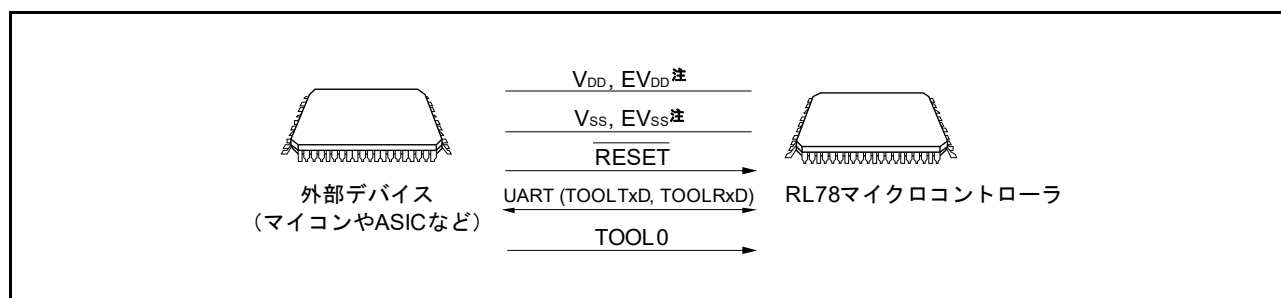 VDD, EVDD注
VSS, EVSS注
RESET
UART (TOOLTxD, TOOLRxD)
TOOL0
外部デバイス
（マイコンやASICなど）
RL78マイクロコントローラ